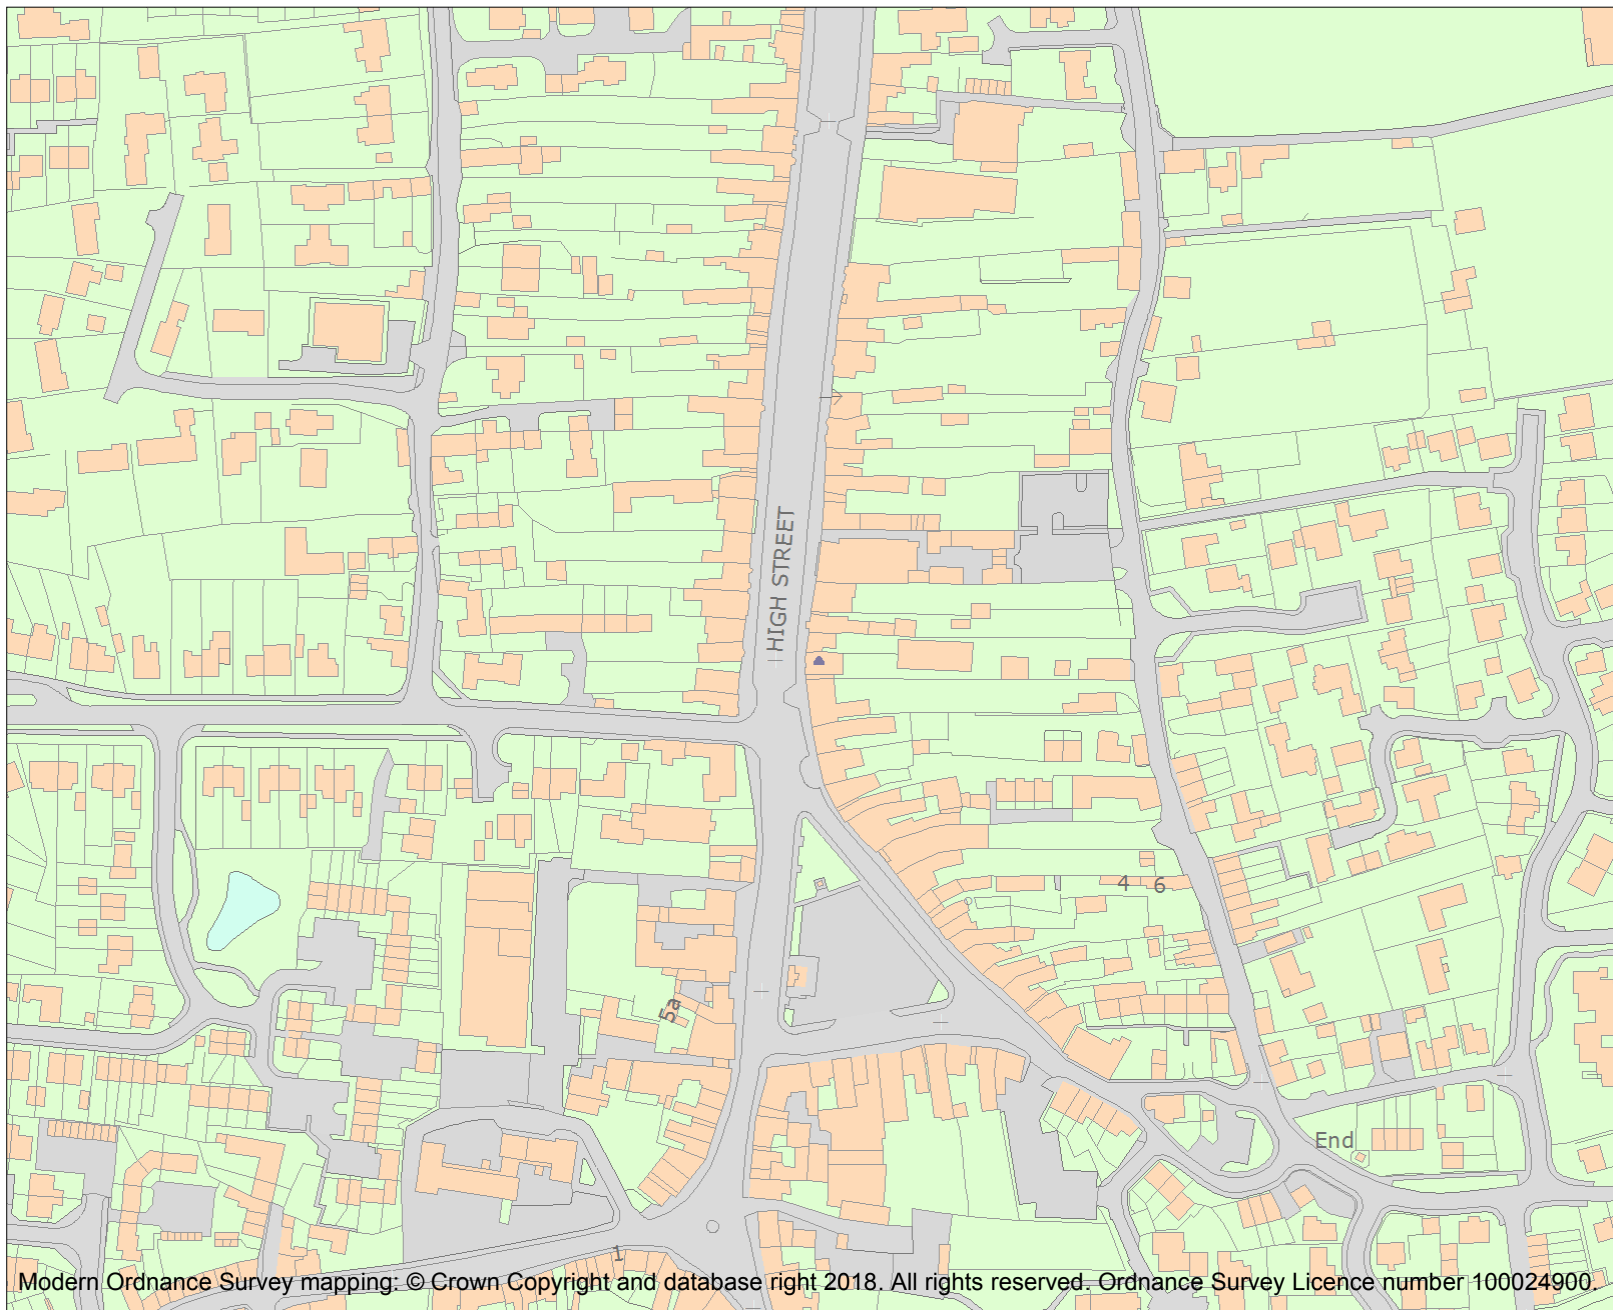 HIGH STREET
4 6
5a
End
1
Modern Ordnance Survey mapping: © Crown Copyright and database right 2018. All rights reserved. Ordnance Survey Licence number 100024900.